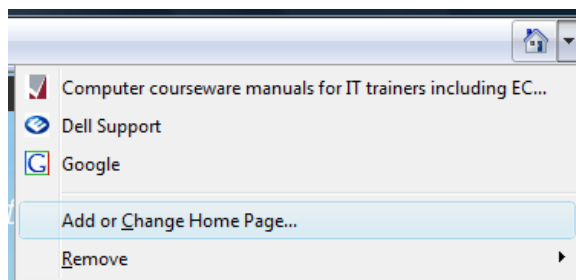 Computer courseware manuals for IT trainers including EC...
Dell Support
G Google
Add or Change Home Page...
Remove